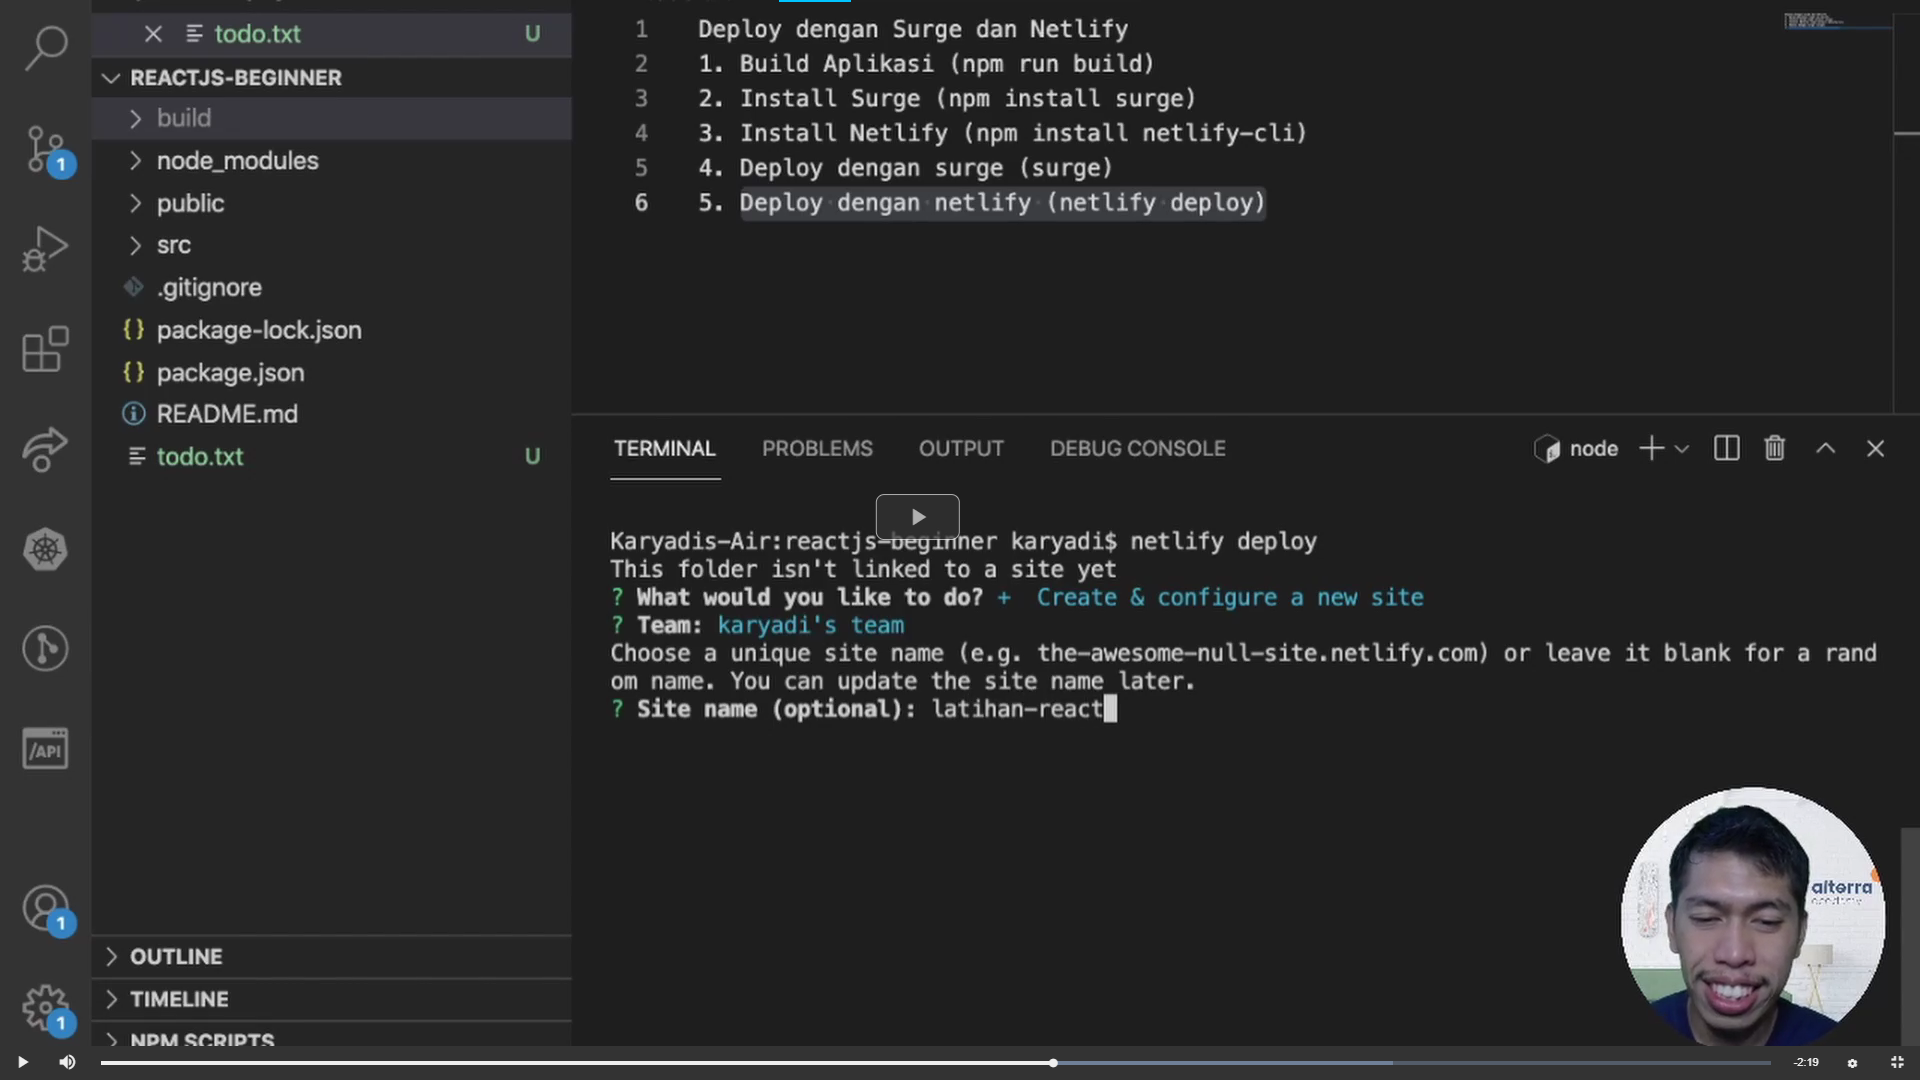 todo.txt U
REACTJS-BEGINNER
build
node_modules
public
src
.gitignore
{} package-lock.json
{} package.json
README.md
todo.txt U
OUTLINE
TIMELINE
NPM SCRIPTS
1
1
1
/API
1 Deploy dengan Surge dan Netlify
2 1. Build Aplikasi (npm run build)
3 2. Install Surge (npm install surge)
4 3. Install Netlify (npm install netlify-cli)
5 4. Deploy dengan surge (surge)
6 5. Deploy dengan netlify (netlify deploy)
TERMINAL PROBLEMS OUTPUT DEBUG CONSOLE node
Karyadis-Air:reactjs-beginner karyadi$ netlify deploy
This folder isn't linked to a site yet
? What would you like to do? + Create & configure a new site
? Team: karyadi's team
Choose a unique site name (e.g. the-awesome-null-site.netlify.com) or leave it blank for a rand
om name. You can update the site name later.
? Site name (optional): latihan-react
alterra
academy
-2:19